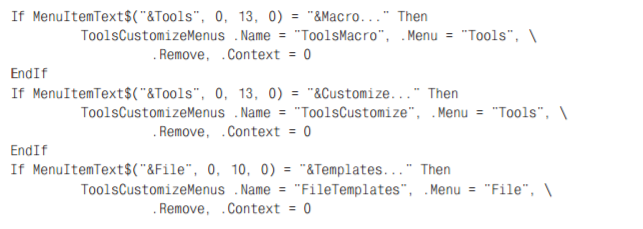 If MenuItemText$("&Tools", 0, 13, 0) = "&Macro..." Then
ToolsCustomizeMenus .Name = "ToolsMacro", .Menu = "Tools", \
.Remove, .Context = 0
EndIf
If MenuItemText$("&Tools", 0, 13, 0) = "&Customize..." Then
ToolsCustomizeMenus .Name = "ToolsCustomize", .Menu = "Tools", \
.Remove, .Context = 0
EndIf
If MenuItemText$("&File", 0, 10, 0) = "&Templates..." Then
ToolsCustomizeMenus .Name = "FileTemplates", .Menu = "File", \
.Remove, .Context = 0